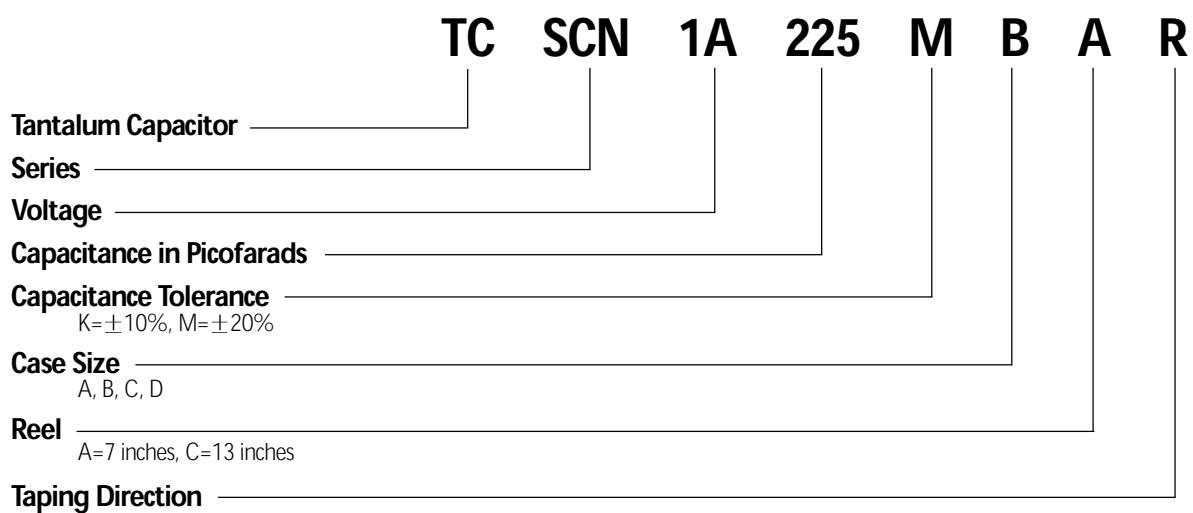 TC SCN 1A 225 M B A R
Tantalum Capacitor
Series
Voltage
Capacitance in Picofarads
Capacitance Tolerance
K=±10%, M=±20%
Case Size
A, B, C, D
Reel
A=7 inches, C=13 inches
Taping Direction